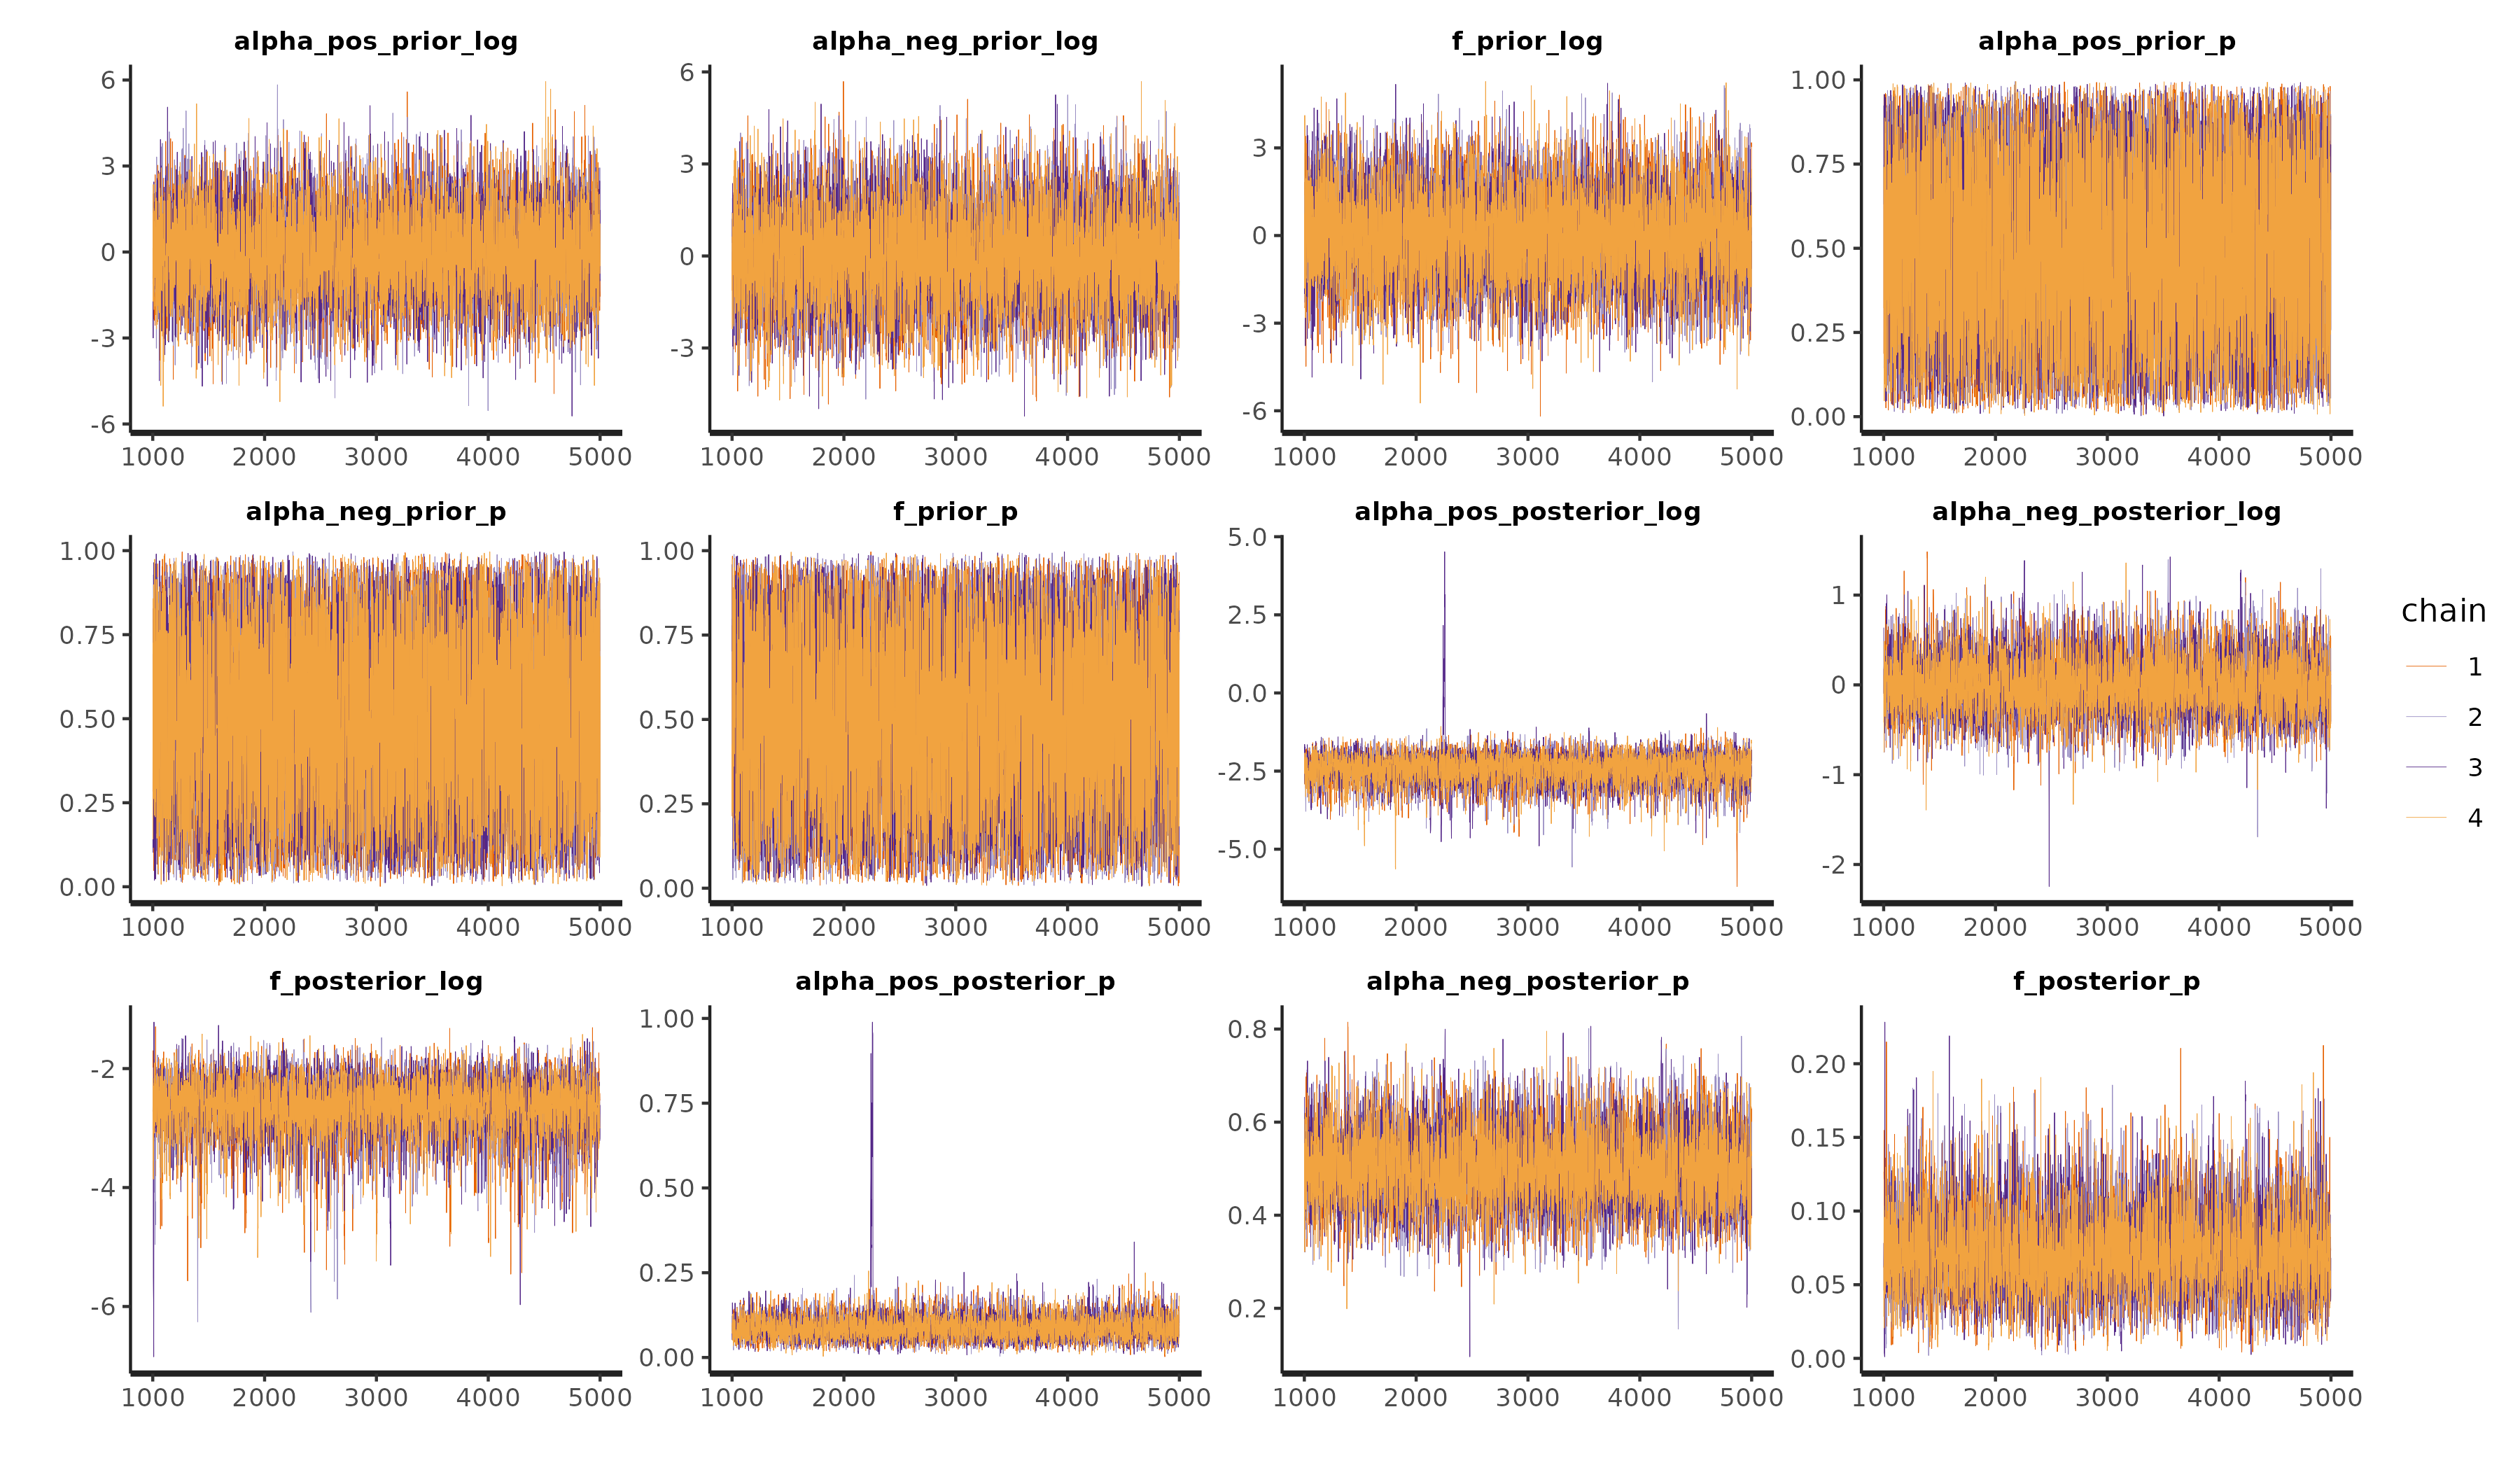 alpha_pos_prior_log alpha_neg_prior_log f_prior_log alpha_pos_prior_p
6 3 0 -3 -6
6 3 0 -3
3 0 -3 -6
1.00 0.75 0.50 0.25 0.00
1000 2000 3000 4000 5000 1000 2000 3000 4000 5000 1000 2000 3000 4000 5000 1000 2000 3000 4000 5000
alpha_neg_prior_p f_prior_p alpha_pos_posterior_log alpha_neg_posterior_log
1.00 0.75 0.50 0.25 0.00
1.00 0.75 0.50 0.25 0.00
5.0 2.5 0.0 -2.5 -5.0
1 0 -1 -2
1000 2000 3000 4000 5000 1000 2000 3000 4000 5000 1000 2000 3000 4000 5000 1000 2000 3000 4000 5000
f_posterior_log alpha_pos_posterior_p alpha_neg_posterior_p f_posterior_p
-2 -4 -6
1.00 0.75 0.50 0.25 0.00
0.8 0.6 0.4 0.2
0.20 0.15 0.10 0.05 0.00
1000 2000 3000 4000 5000 1000 2000 3000 4000 5000 1000 2000 3000 4000 5000 1000 2000 3000 4000 5000
chain
1
2
3
4